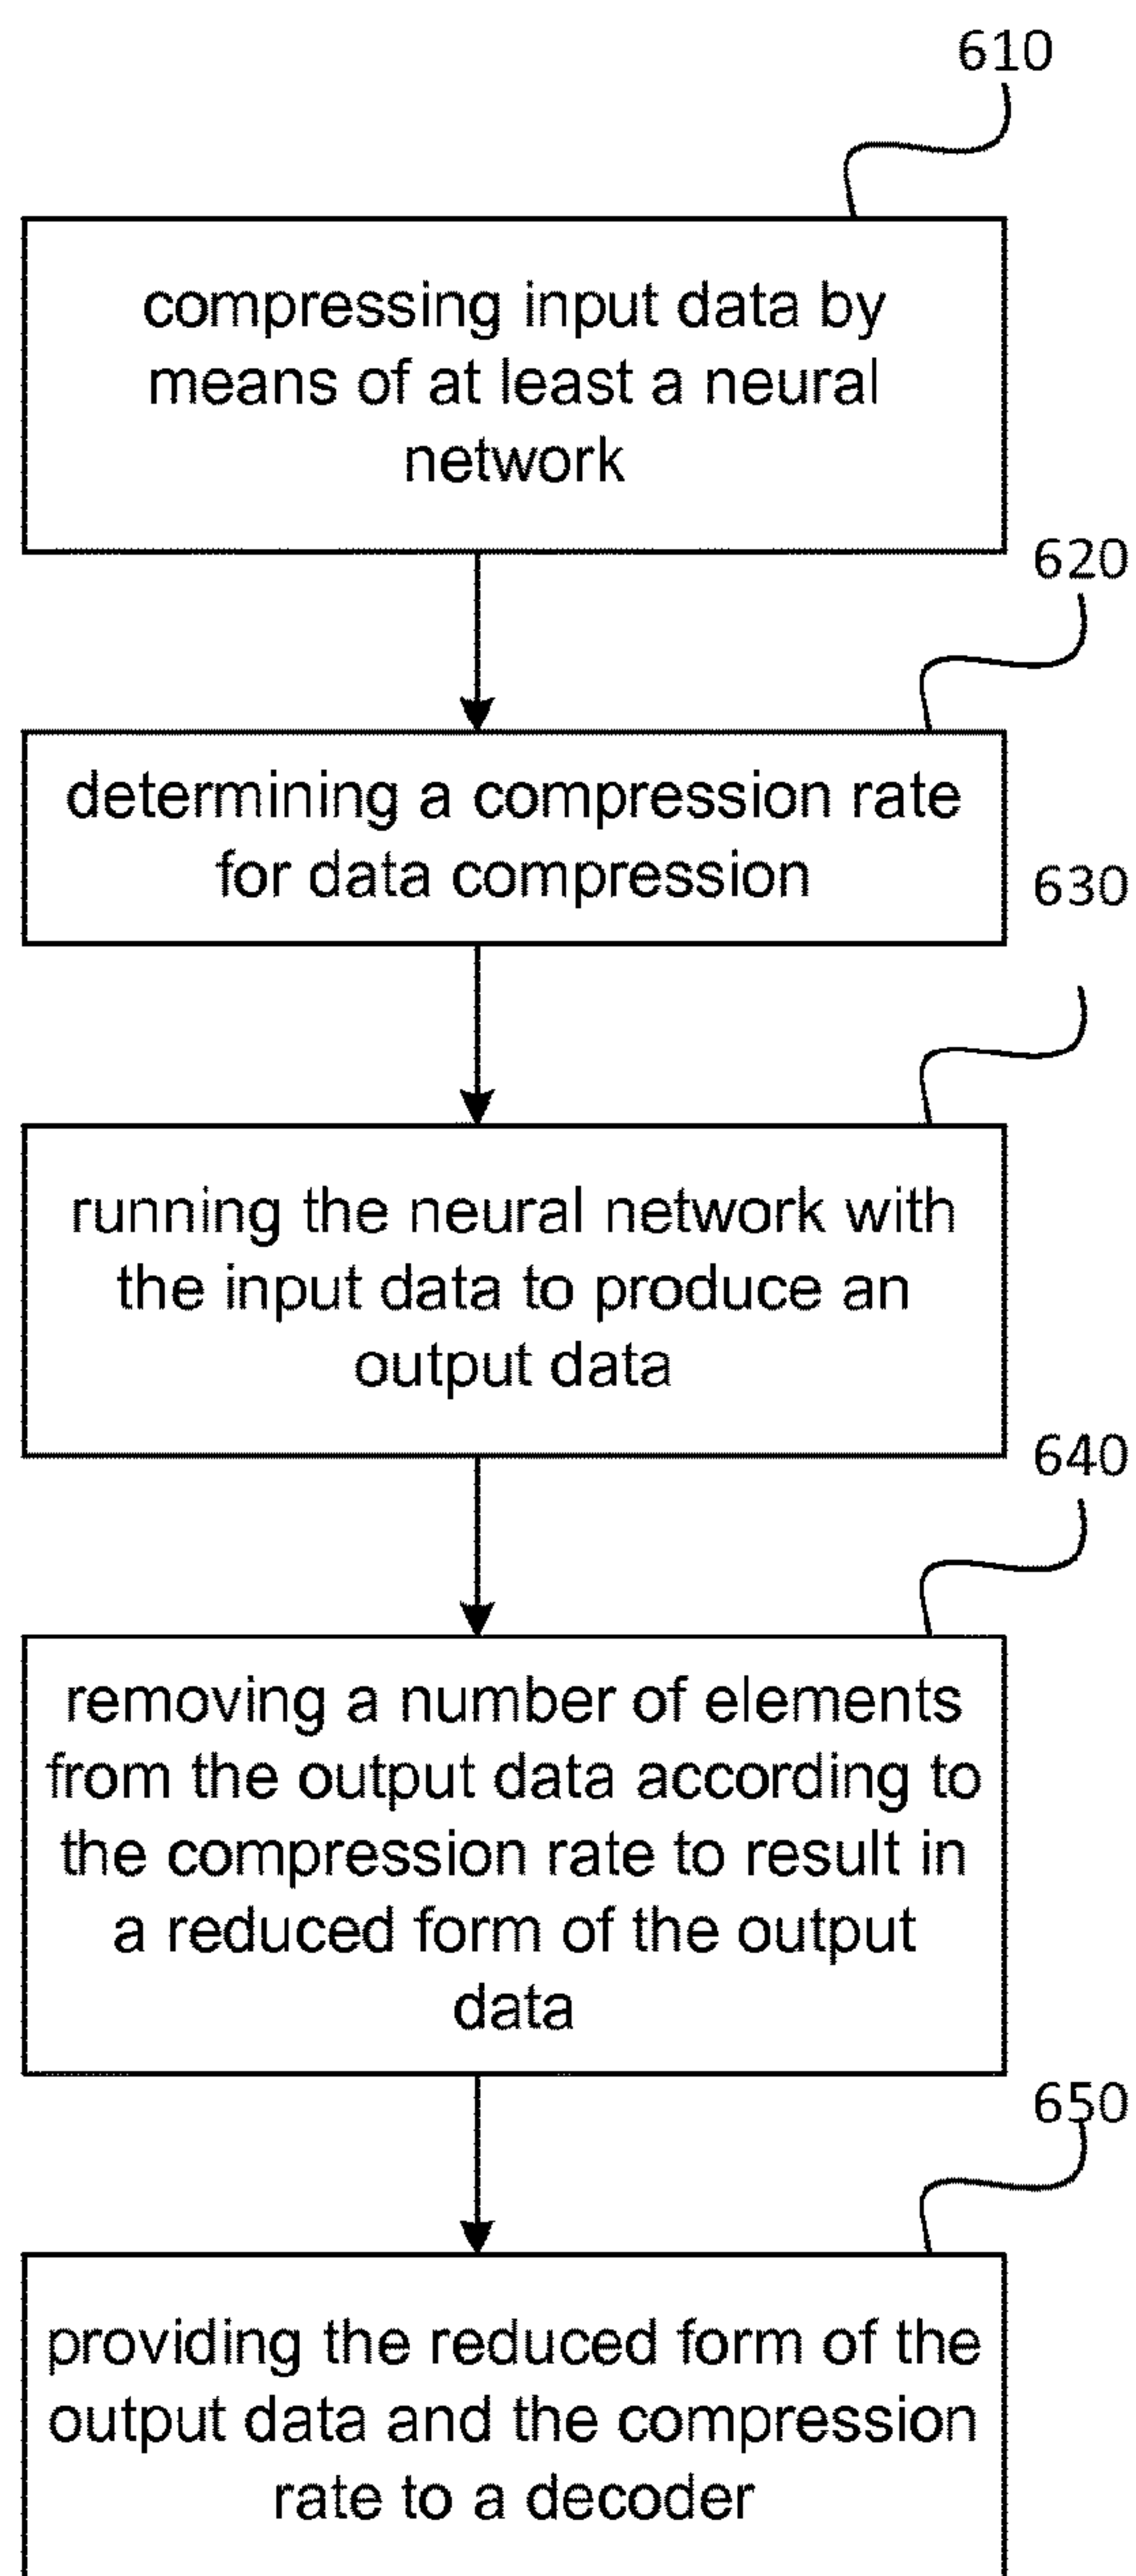 610
compressing input data by
means of at least a neural
network
620
determining a compression rate
for data compression
630
running the neural network with
the input data to produce an
output data
640
removing a number of elements
from the output data according to
the compression rate to result in
a reduced form of the output
data
650
providing the reduced form of the
output data and the compression
rate to a decoder